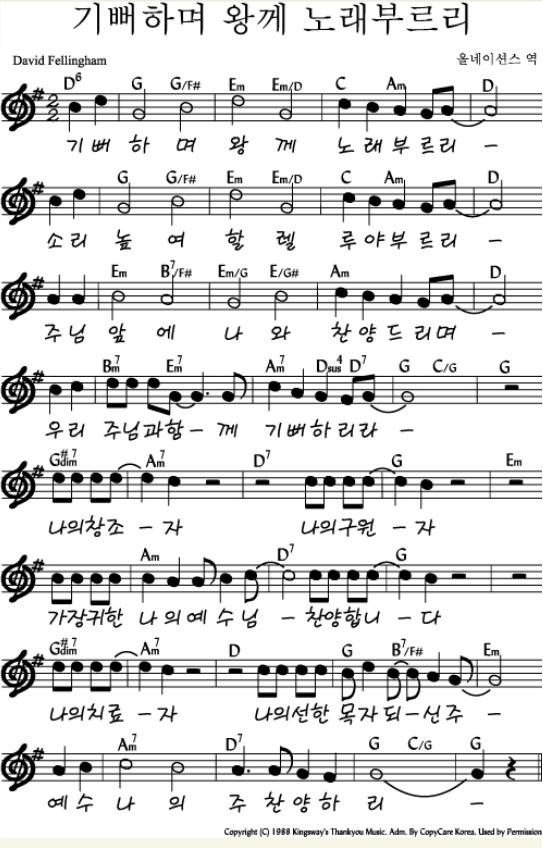 기뻐하며 왕께 노래부르리
David Fellingham 올네이션스 역
D6 G G/F# Em Em/D C Am D
기 뻐 하 며 왕 께 노 래 부 르 리 –
G G/F# Em Em/D C Am D
소 리 높 여 할 렐 루 야 부 르 리 –
Em B7/F# Em/G E/G# Am D
주 님 앞 에 나 와 찬 양 드 리 며 –
Bm7 Em7 Am7 Dsus4 D7 G C/G G
우 리 주님과함 – 께 기 뻐 하 리 라 –
G#dim7 Am7 D7 G Em
나의창조 – 자 나의구원 – 자
Am D7 G
가장귀한 나 의 예 수 님 – 찬양합니 – 다
G#dim7 Am7 D G B7/F# Em
나의치료 – 자 나의선한 목자 되 – 신 주 –
Am7 D7 G C/G G
예 수 나 의 주 찬 양 하 리 –
Copyright (C) 1988 Kingsway's Thankyou Music. Adm. By CopyCare Korea. Used by Permission